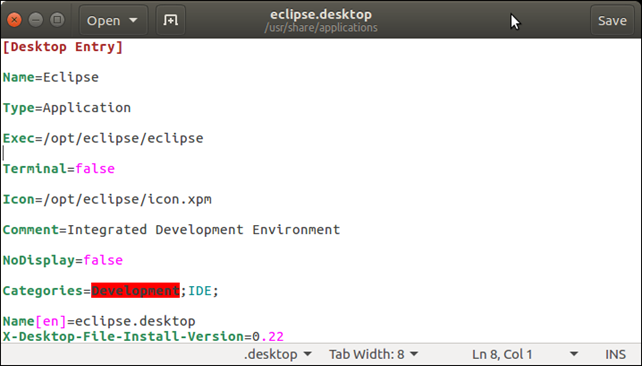 Open
eclipse.desktop
/usr/share/applications
Save
[Desktop Entry]
Name=Eclipse
Type=Application
Exec=/opt/eclipse/eclipse
Terminal=false
Icon=/opt/eclipse/icon.xpm
Comment=Integrated Development Environment
NoDisplay=false
Categories=Development;IDE;
Name[en]=eclipse.desktop
X-Desktop-File-Install-Version=0.22
.desktop Tab Width: 8 Ln 8, Col 1 INS